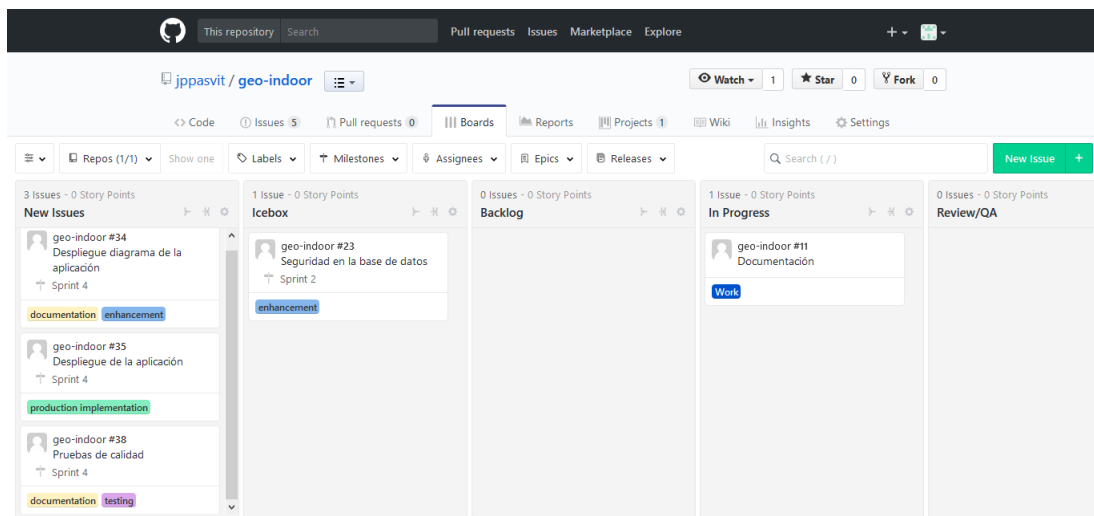 This repository Search Pull requests Issues Marketplace Explore
jppasvit / geo-indoor
Watch 1 Star 0 Fork 0
Code Issues 5 Pull requests 0 Boards Reports Projects 1 Wiki Insights Settings
Repos (1/1) Show one Labels Milestones Assignees Epics Releases Search ( / ) New Issue +
3 Issues - 0 Story Points
New Issues
geo-indoor #34
Despliegue diagrama de la
aplicación
Sprint 4
documentation enhancement
geo-indoor #35
Despliegue de la aplicación
Sprint 4
production implementation
geo-indoor #38
Pruebas de calidad
Sprint 4
documentation testing
1 Issue - 0 Story Points
Icebox
geo-indoor #23
Seguridad en la base de datos
Sprint 2
enhancement
0 Issues - 0 Story Points
Backlog
1 Issue - 0 Story Points
In Progress
geo-indoor #11
Documentación
Work
0 Issues - 0 Story Points
Review/QA